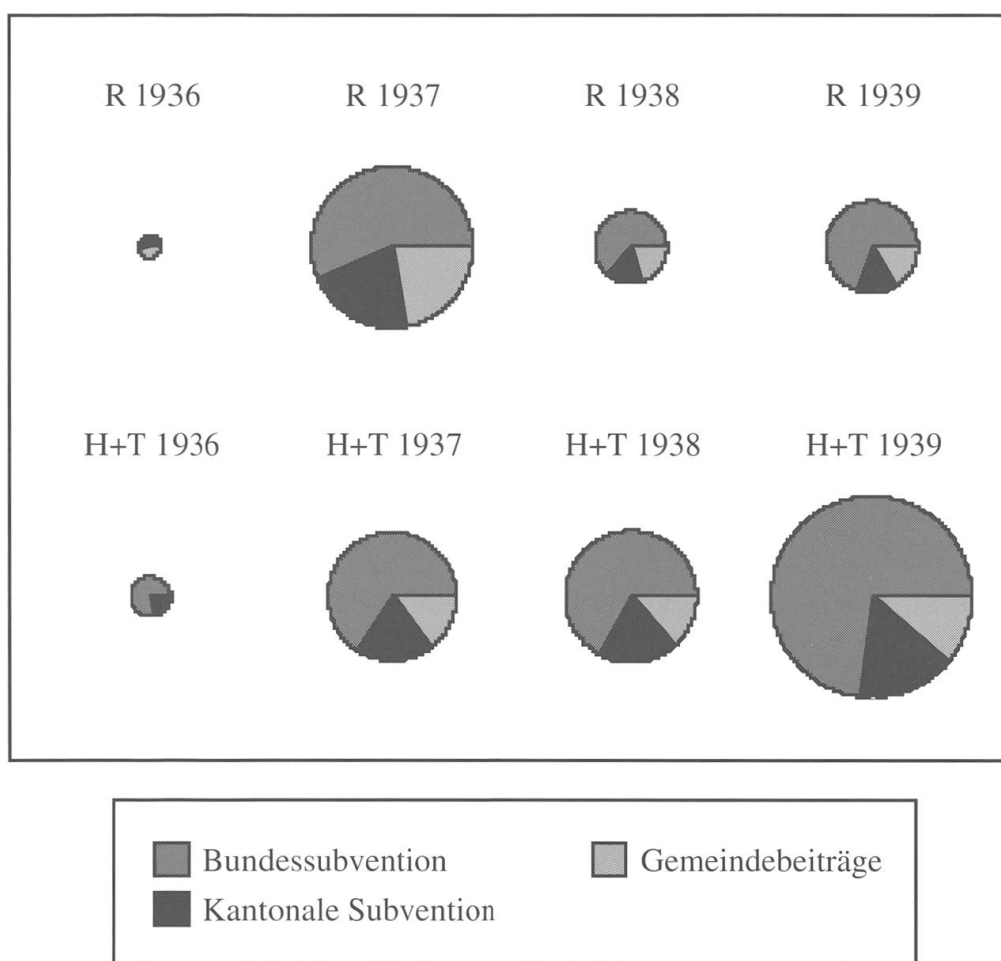 R 1936 R 1937 R 1938 R 1939
H+T 1936 H+T 1937 H+T 1938 H+T 1939
Bundessubvention Gemeindebeiträge
Kantonale Subvention